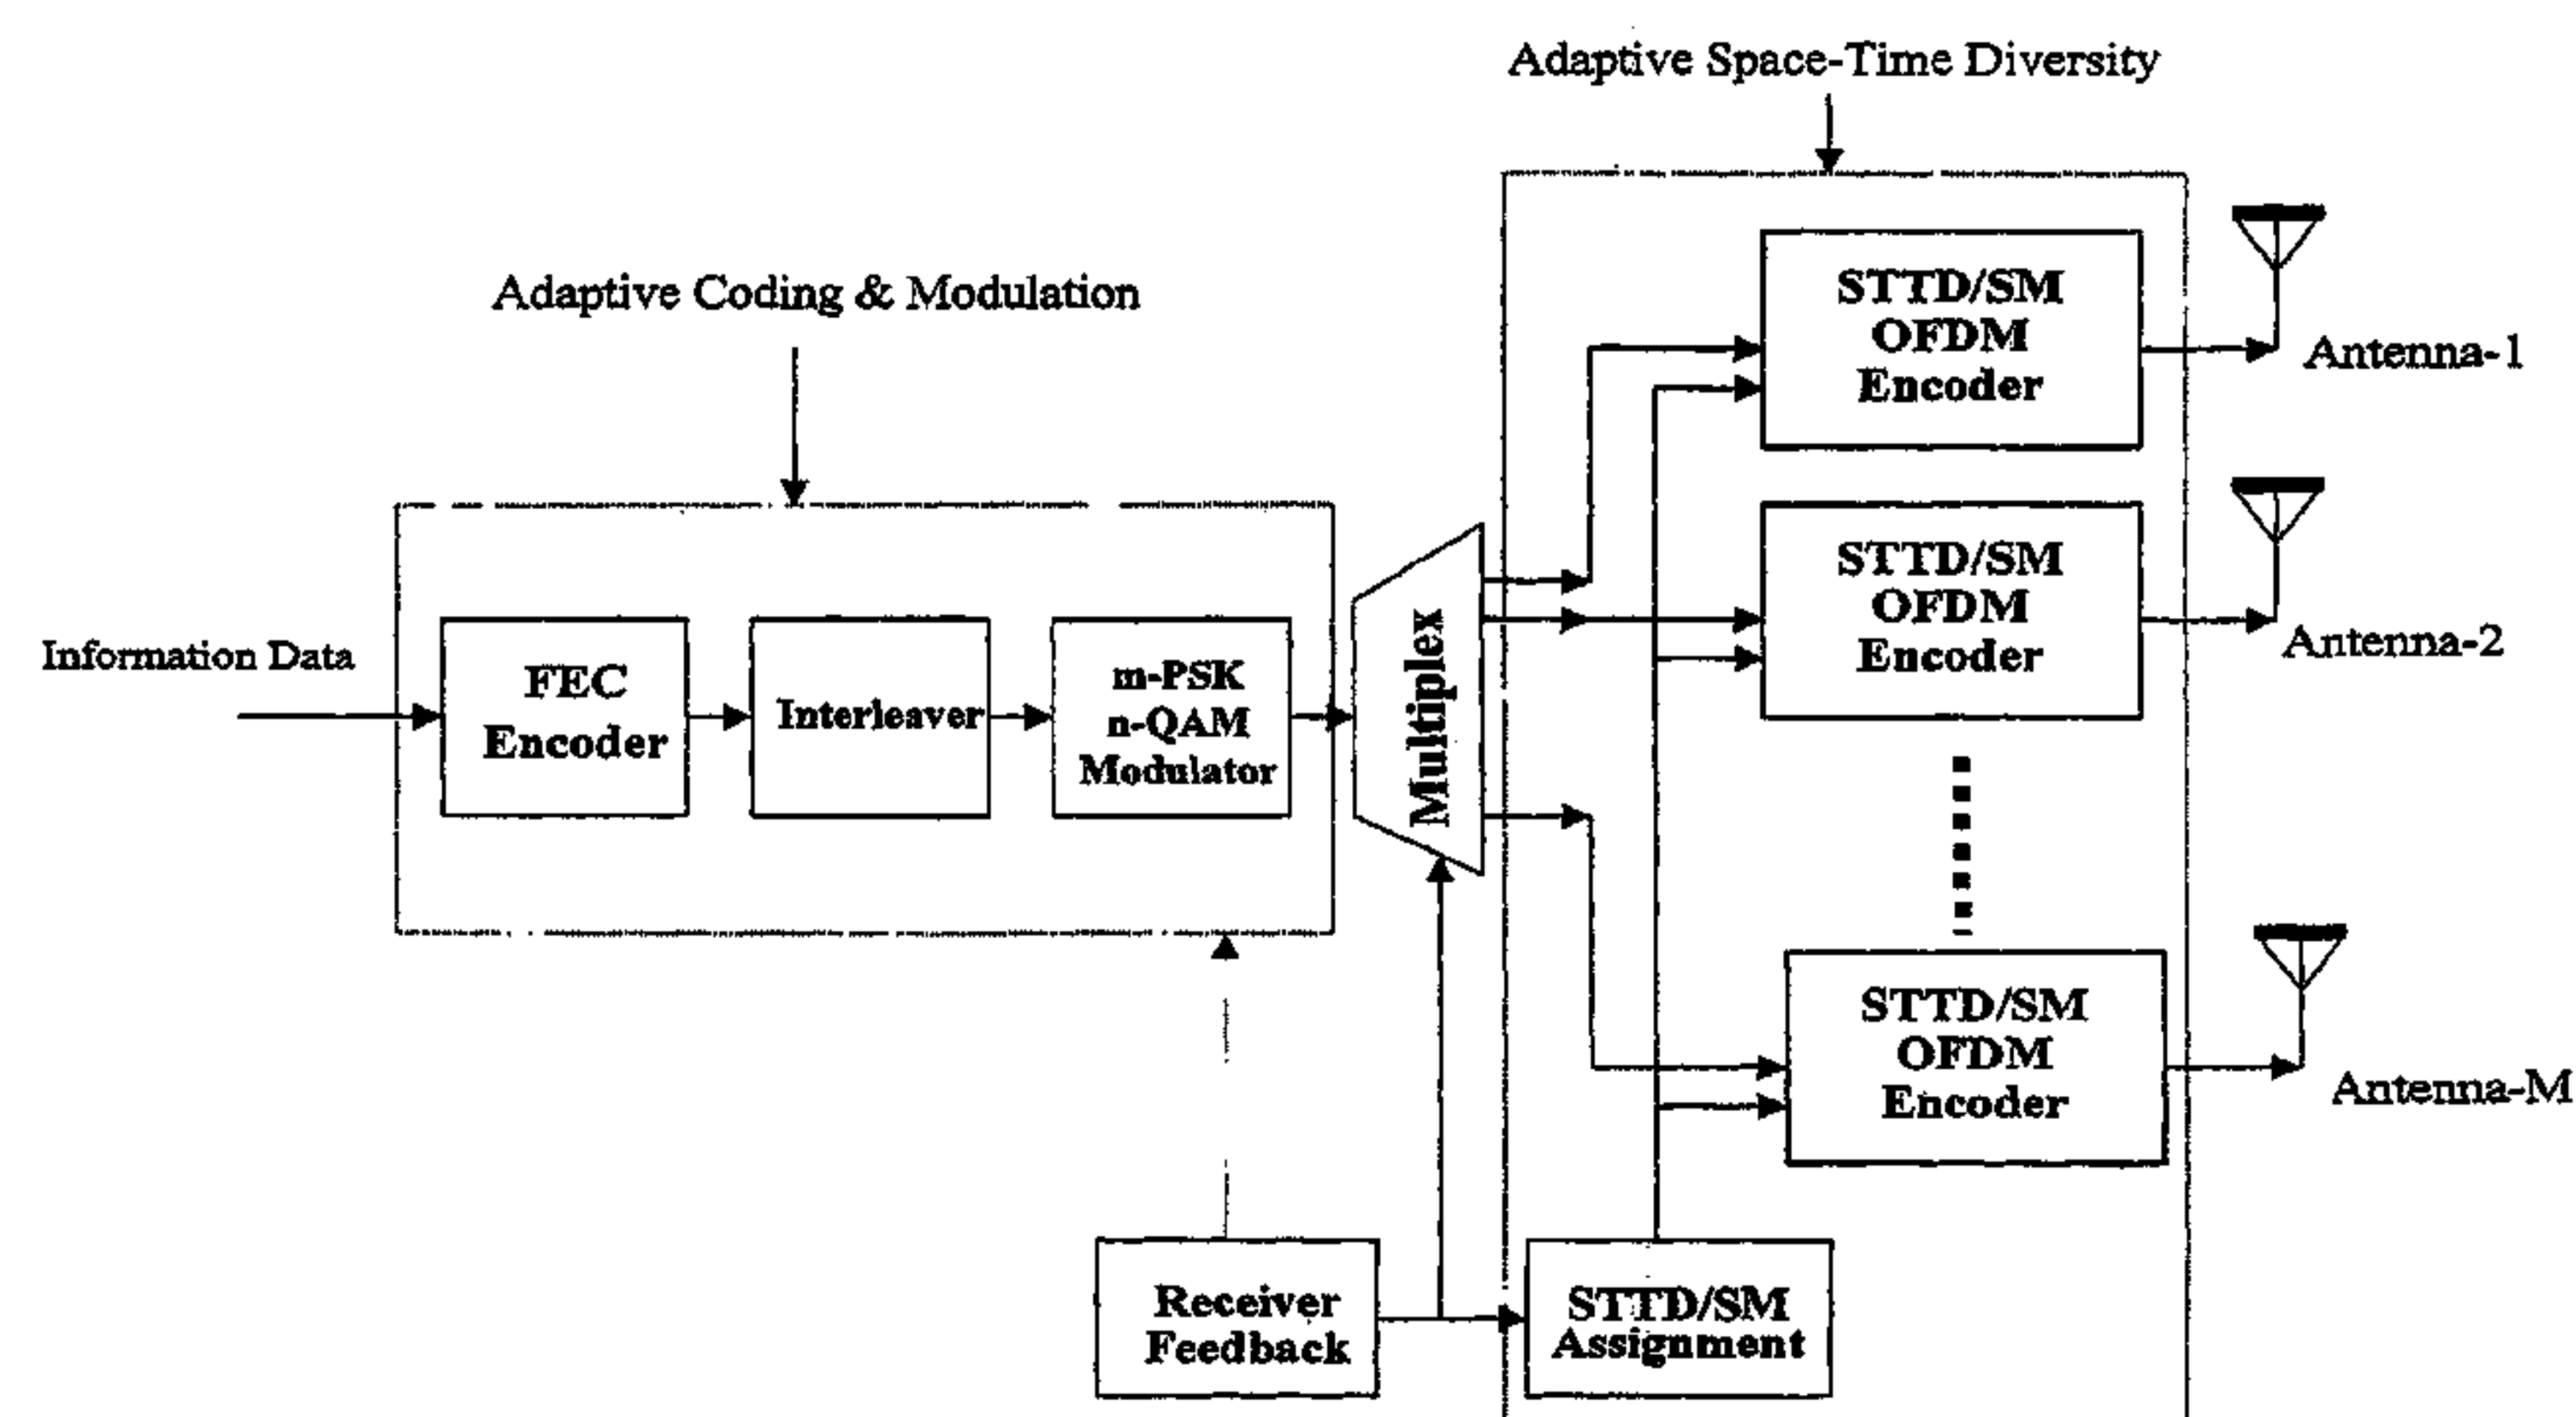 Adaptive Space-Time Diversity
Adaptive Coding & Modulation
Information Data
FEC
Encoder
Interleaver
m-PSK
n-QAM
Modulator
Multiplex
STTD/SM
OFDM
Encoder
Antenna-1
STTD/SM
OFDM
Encoder
Antenna-2
STTD/SM
OFDM
Encoder
Antenna-M
Receiver
Feedback
STTD/SM
Assignment